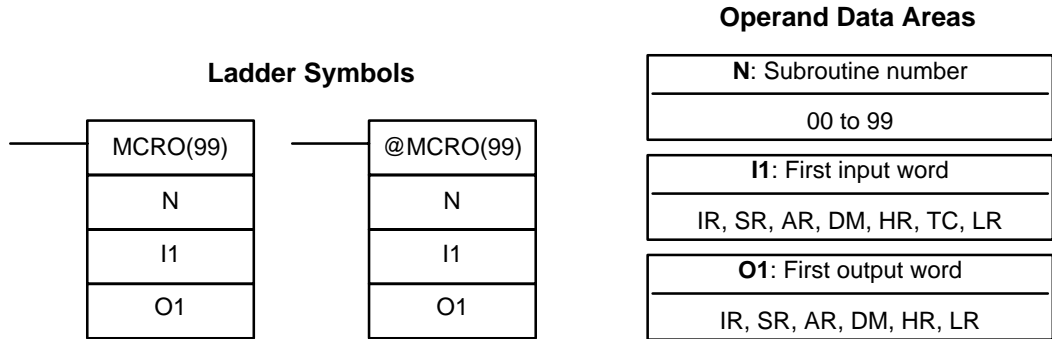 Ladder Symbols
MCRO(99)
N
I1
O1
@MCRO(99)
N
I1
O1
Operand Data Areas
N: Subroutine number
00 to 99
I1: First input word
IR, SR, AR, DM, HR, TC, LR
O1: First output word
IR, SR, AR, DM, HR, LR